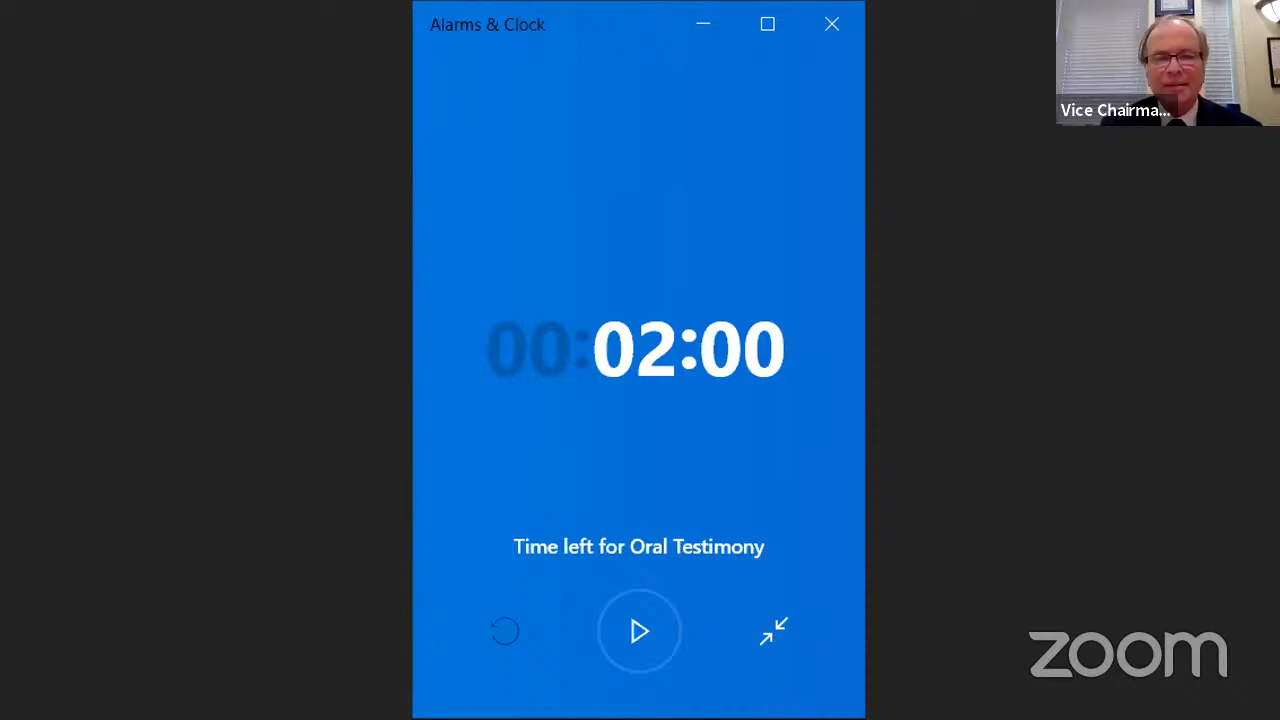 Alarms & Clock
Vice Chairma...
00:02:00
Time left for Oral Testimony
zoom